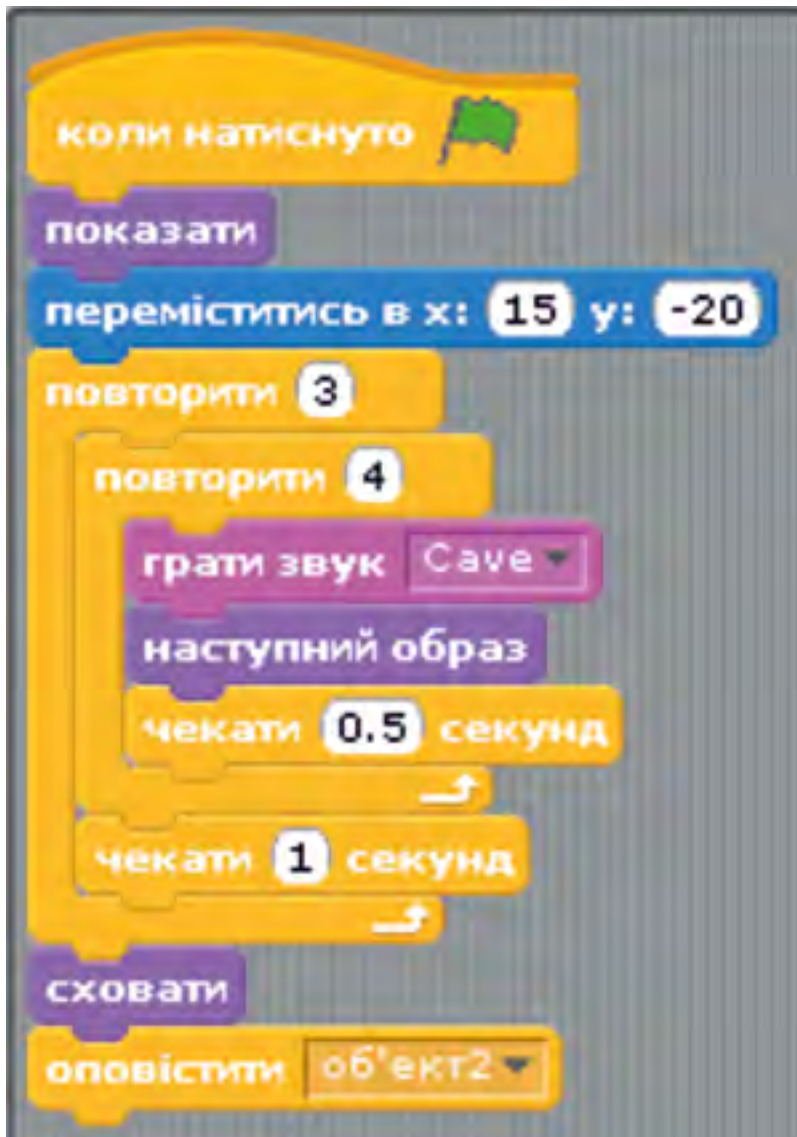 коли натиснуто
показати
переміститись в x: 15 y: -20
повторити 3
повторити 4
грати звук Cave
наступний образ
чекати 0.5 секунд
чекати 1 секунд
сховати
оповістити об'ект2